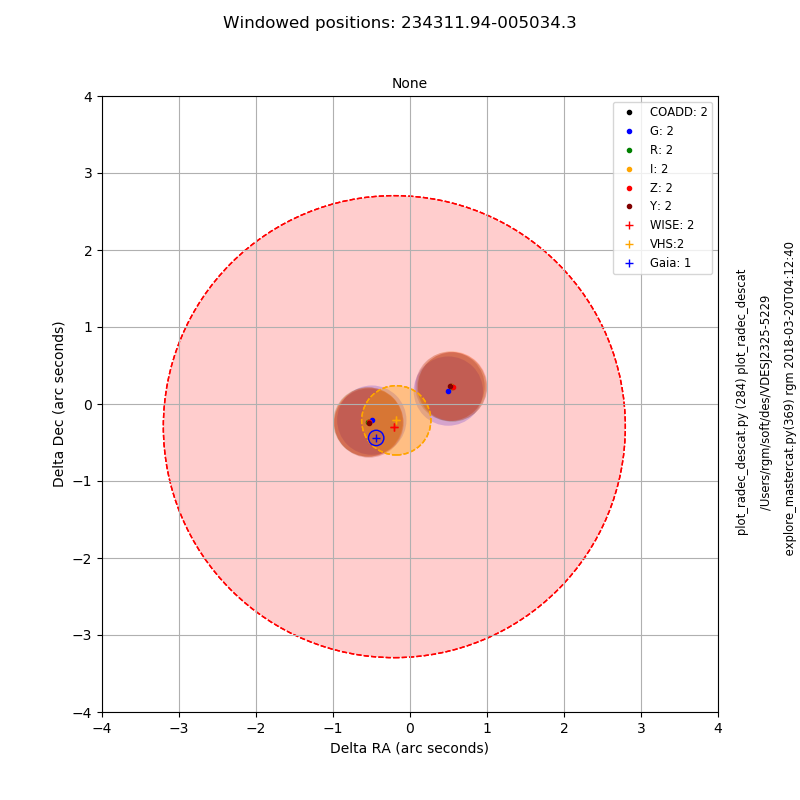 Windowed positions: 234311.94-005034.3
None
COADD: 2
G: 2
R: 2
I: 2
Z: 2
Y: 2
WISE: 2
VHS:2
Gaia: 1
4
3
2
1
0
−1
−2
−3
−4
−4 −3 −2 −1 0 1 2 3 4
Delta RA (arc seconds)
Delta Dec (arc seconds)
plot_radec_descat.py (284) plot_radec_descat
/Users/rgm/soft/des/VDESJ2325-5229
explore_mastercat.py(369) rgm 2018-03-20T04:12:40